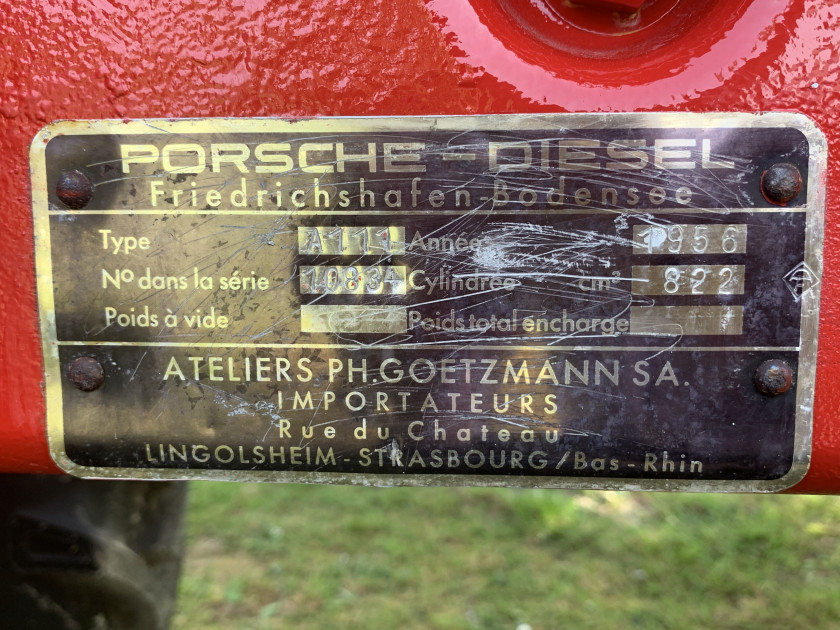 PORSCHE-DIESEL
Friedrichshafen-Bodensee
Type A111 Année 1956
No dans la série 10834 Cylindrée cm³ 822
Poids à vide Poids total en charge
ATELIERS PH. GOETZMANN SA.
IMPORTATEURS
Rue du Chateau
LINGOLSHEIM-STRASBOURG/Bas-Rhin